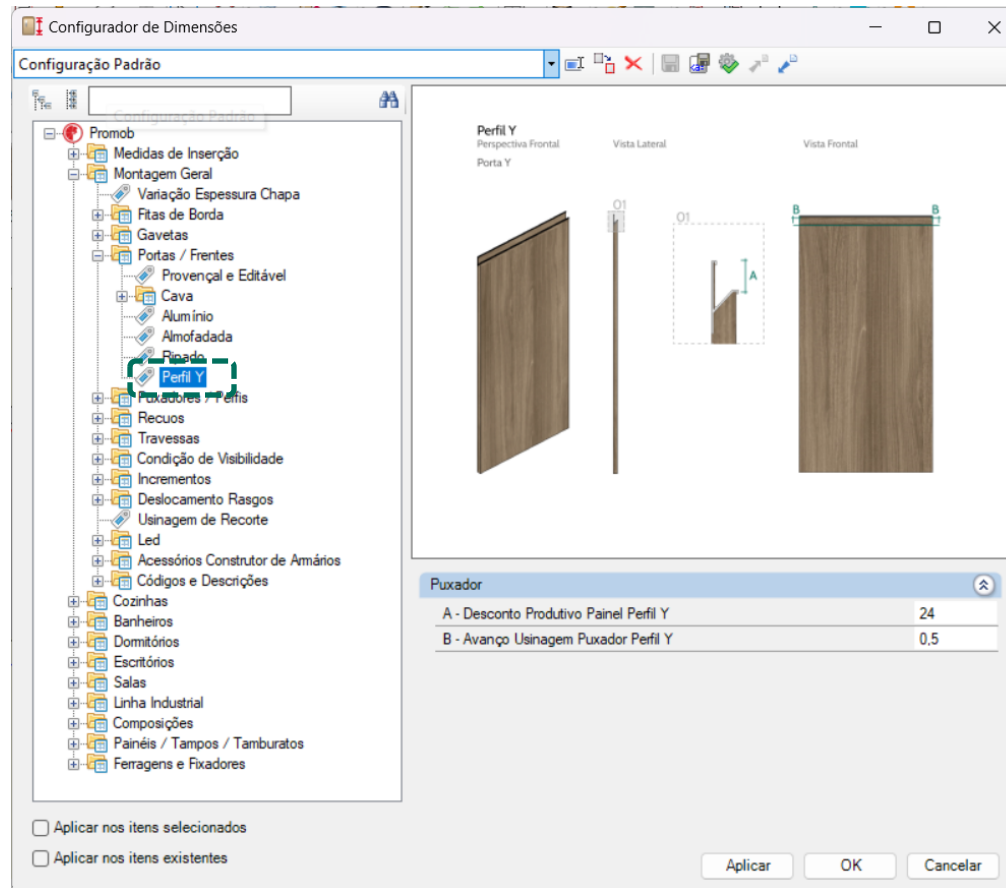 Configurador de Dimensões
Configuração Padrão
Configuração Padrão
Promob
Medidas de Inserção
Montagem Geral
Variação Espessura Chapa
Fitas de Borda
Gavetas
Portas / Frentes
Provençal e Editável
Cava
Alumínio
Almofadada
Ripado
Perfil Y
Puxadores / Perfis
Recuos
Travessas
Condição de Visibilidade
Incrementos
Deslocamento Rasgos
Usinagem de Recorte
Led
Acessórios Construtor de Armários
Códigos e Descrições
Cozinhas
Banheiros
Dormitórios
Escritórios
Salas
Linha Industrial
Composições
Painéis / Tampos / Tamburatos
Ferragens e Fixadores
Aplicar nos itens selecionados
Aplicar nos itens existentes
Perfil Y
Perspectiva Frontal Vista Lateral Vista Frontal
Porta Y
01 01 B B
A
Puxador
A - Desconto Produtivo Painel Perfil Y 24
B - Avanço Usinagem Puxador Perfil Y 0,5
Aplicar OK Cancelar